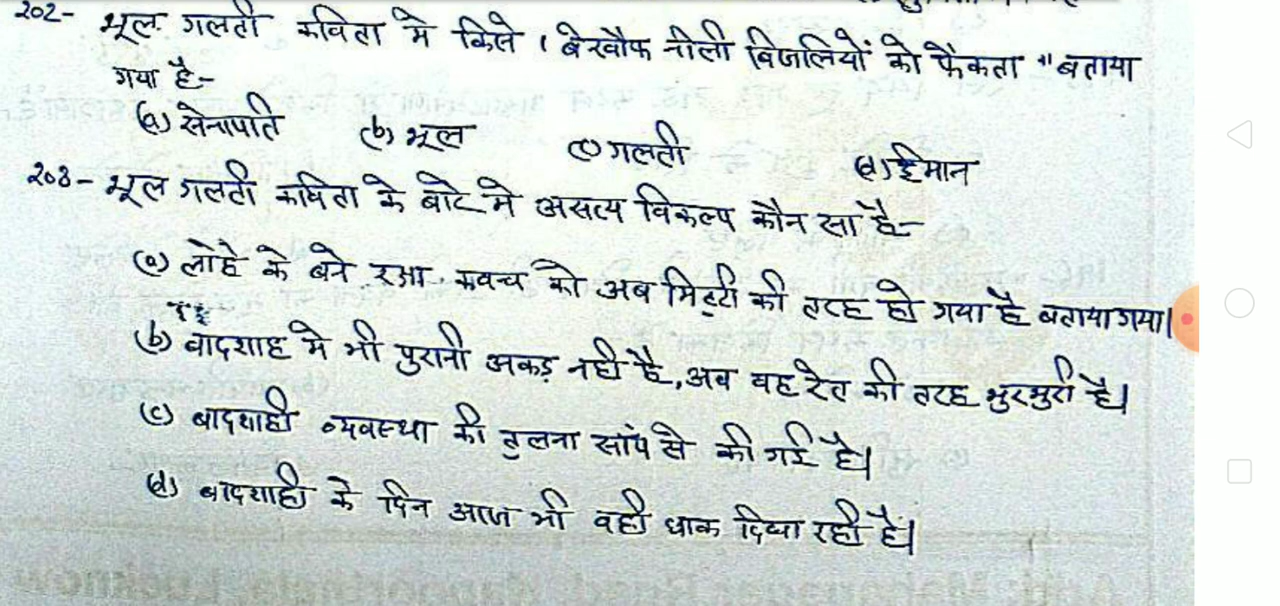 202- भूल गलती कविता मे किसे । बेखौफ नीली बिजलियों को फैकता " बताया
गया है:-
(a) सेनापति (b) भूल (c) गलती (d) ईमान
203- भूल गलती कविता के बारे मे असत्य विकल्प कौन सा है:-
(a) लोहे के बने रक्षा कवच को अब मिट्टी की तरह हो गया है बताया गया।
(b) बादशाह मे भी पुरानी अकड़ नही है, अब वह रेत की तरह भुरभुरी है।
(c) बादशाही व्यवस्था की तुलना सांप से की गई है।
(d) बादशाही के दिन आज भी वही धाक दिखा रही है।